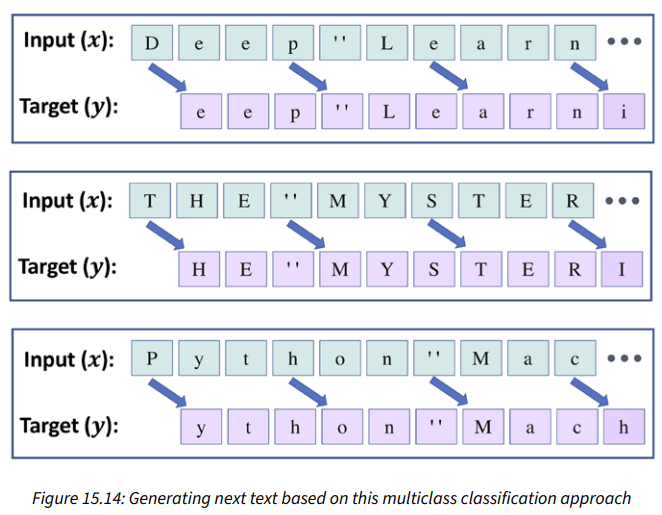 Input (x): D e e p '' L e a r n •••
Target (y): e e p '' L e a r n i
Input (x): T H E '' M Y S T E R •••
Target (y): H E '' M Y S T E R I
Input (x): P y t h o n '' M a c •••
Target (y): y t h o n '' M a c h
Figure 15.14: Generating next text based on this multiclass classification approach